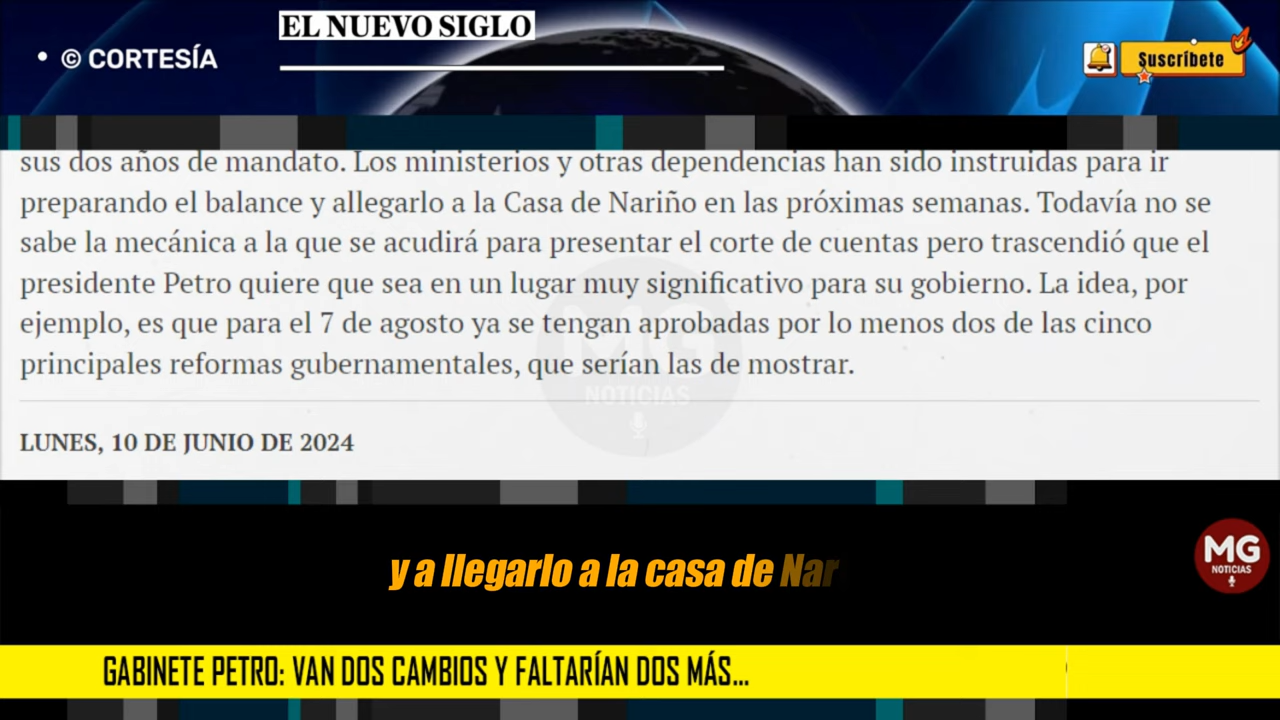 EL NUEVO SIGLO
• © CORTESÍA
Suscríbete
sus dos años de mandato. Los ministerios y otras dependencias han sido instruidas para ir
preparando el balance y allegarlo a la Casa de Nariño en las próximas semanas. Todavía no se
sabe la mecánica a la que se acudirá para presentar el corte de cuentas pero trascendió que el
presidente Petro quiere que sea en un lugar muy significativo para su gobierno. La idea, por
ejemplo, es que para el 7 de agosto ya se tengan aprobadas por lo menos dos de las cinco
principales reformas gubernamentales, que serían las de mostrar.
MG
NOTICIAS
LUNES, 10 DE JUNIO DE 2024
y a llegarlo a la casa de Nar
MG
NOTICIAS
GABINETE PETRO: VAN DOS CAMBIOS Y FALTARÍAN DOS MÁS...